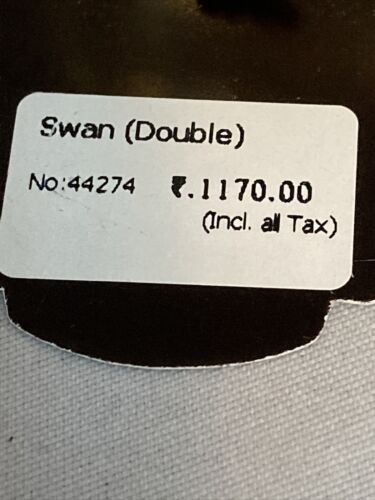 Swan (Double)
No:44274 ₹.1170.00
(Incl. all Tax)